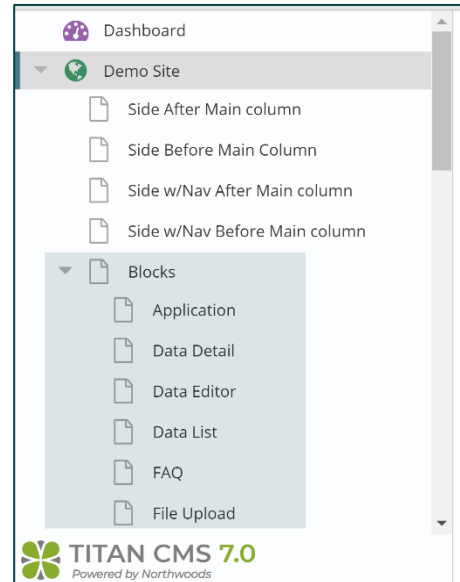 Dashboard
Demo Site
Side After Main column
Side Before Main Column
Side w/Nav After Main column
Side w/Nav Before Main column
Blocks
Application
Data Detail
Data Editor
Data List
FAQ
File Upload
TITAN CMS 7.0
Powered by Northwoods